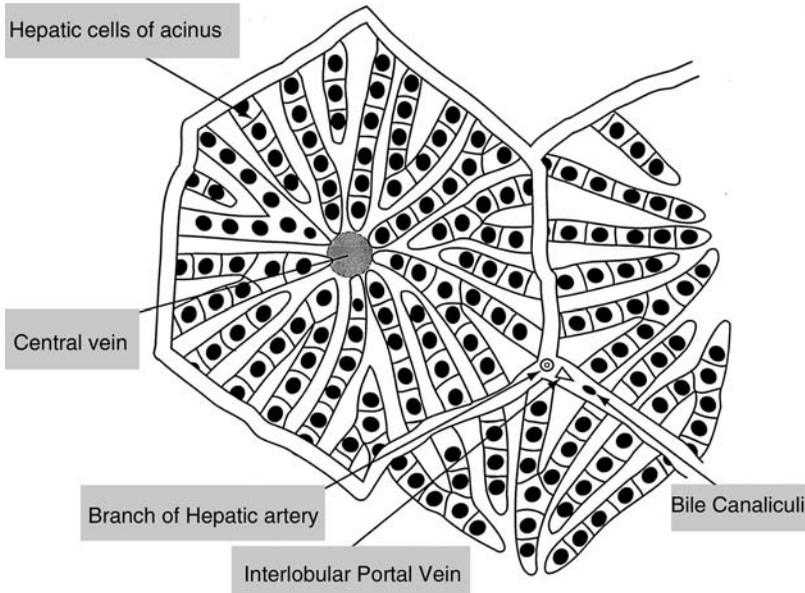 Hepatic cells of acinus
Central vein
Branch of Hepatic artery
Bile Canaliculi
Interlobular Portal Vein